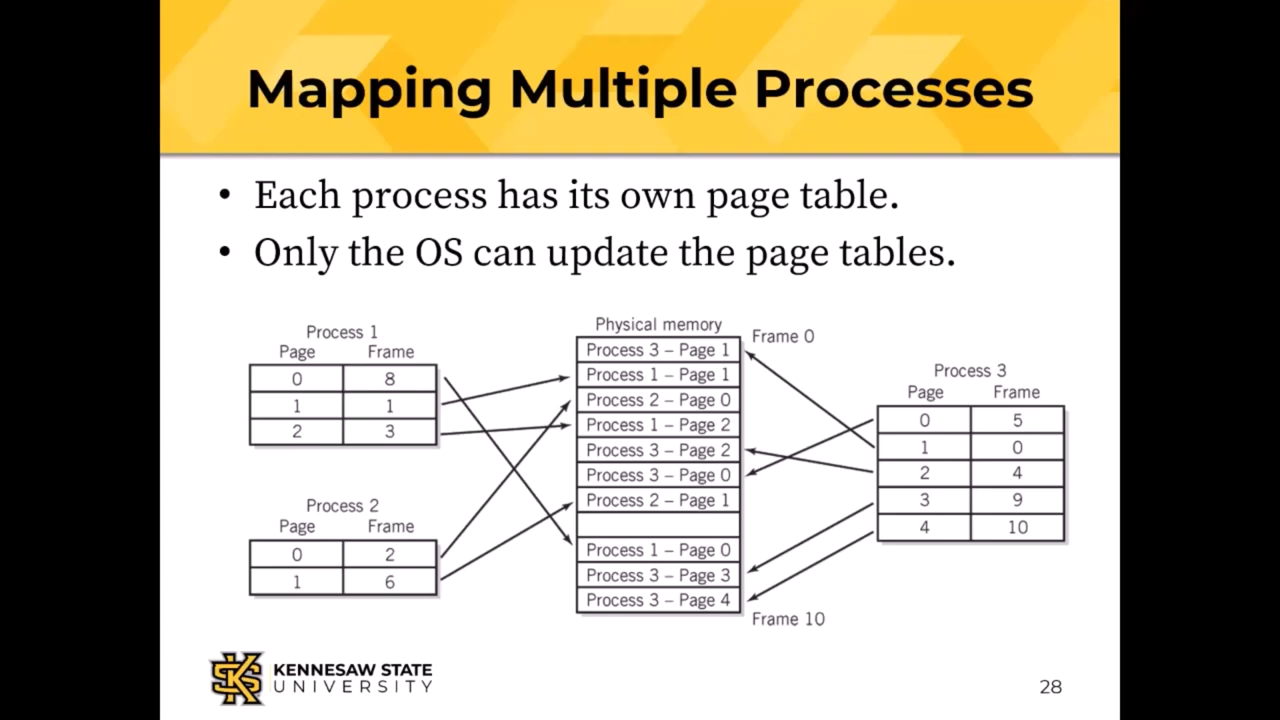 Mapping Multiple Processes
• Each process has its own page table.
• Only the OS can update the page tables.
Process 1
Page Frame
0 8
1 1
2 3
Process 2
Page Frame
0 2
1 6
Physical memory
Frame 0
Process 3 – Page 1
Process 1 – Page 1
Process 2 – Page 0
Process 1 – Page 2
Process 3 – Page 2
Process 3 – Page 0
Process 2 – Page 1
Process 1 – Page 0
Process 3 – Page 3
Process 3 – Page 4
Frame 10
Process 3
Page Frame
0 5
1 0
2 4
3 9
4 10
KS
KENNESAW STATE
UNIVERSITY
28